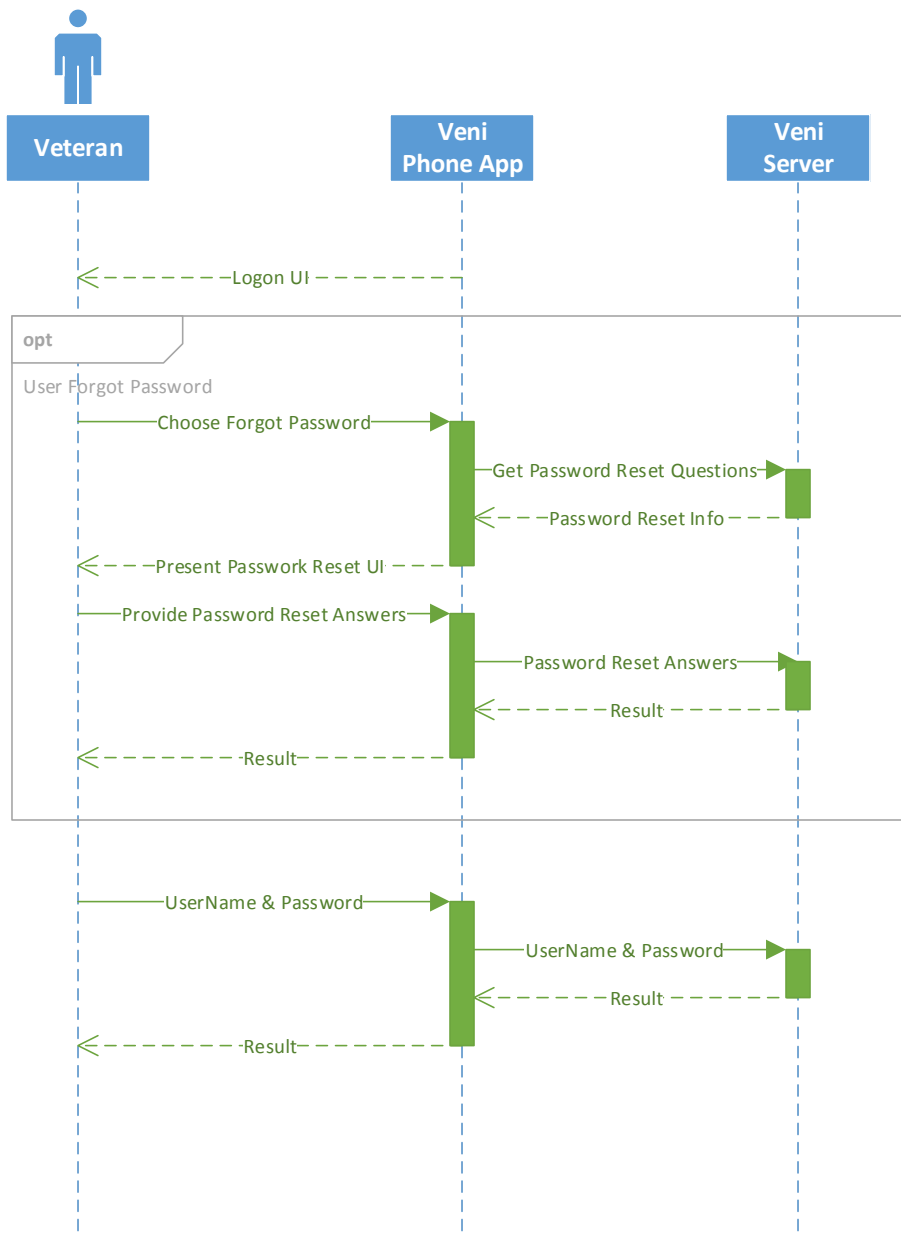 Veteran
Veni
Phone App
Veni
Server
Logon UI
opt
User Forgot Password
Choose Forgot Password
Get Password Reset Questions
Password Reset Info
Present Passwork Reset UI
Provide Password Reset Answers
Password Reset Answers
Result
Result
UserName & Password
UserName & Password
Result
Result